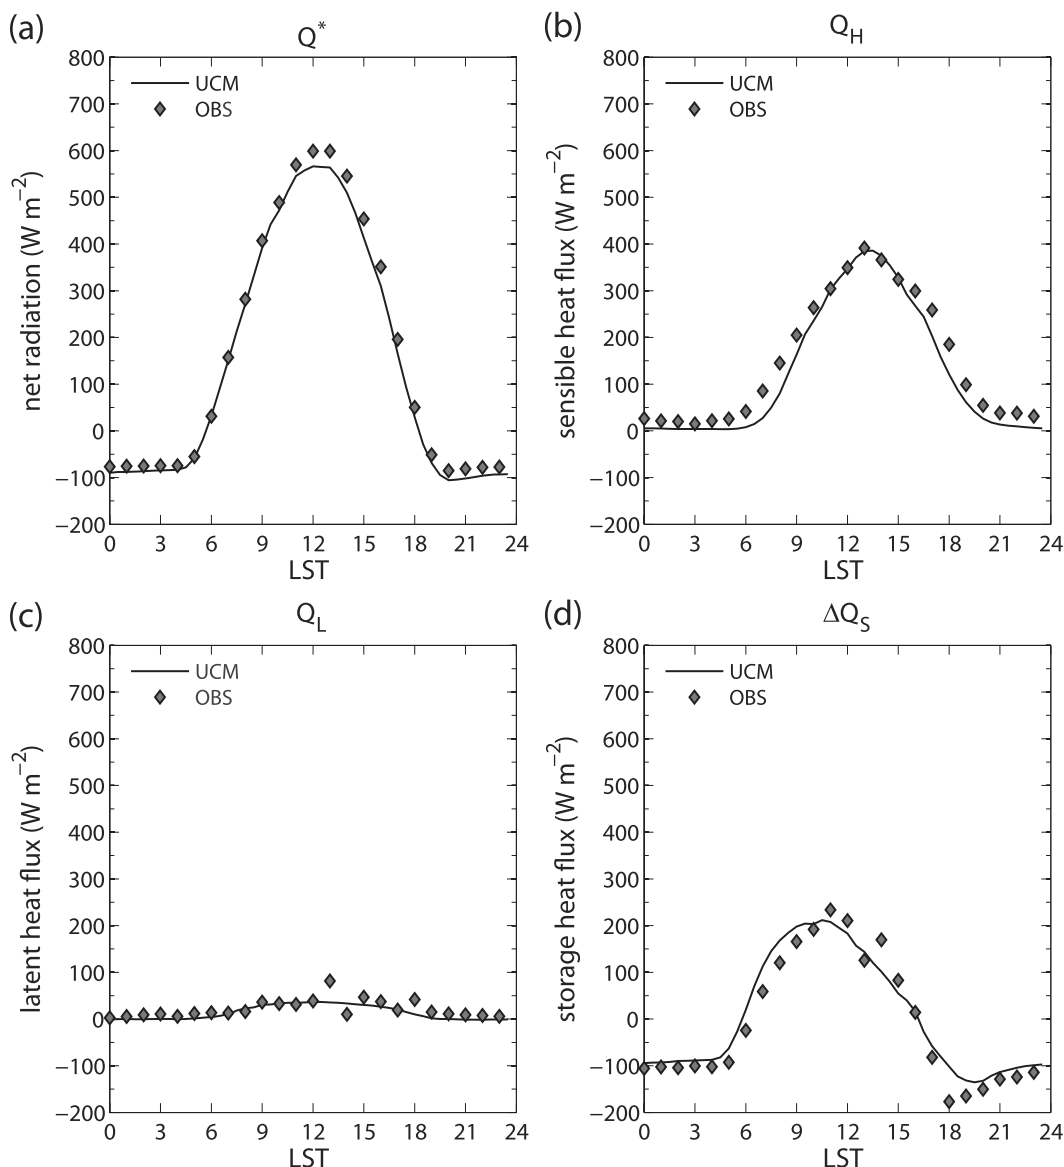 (a) Q*
800
700
600
500
400
300
200
100
0
−100
−200
net radiation (W m−2)
UCM
OBS
0 3 6 9 12 15 18 21 24
LST
(b) QH
800
700
600
500
400
300
200
100
0
−100
−200
sensible heat flux (W m−2)
UCM
OBS
0 3 6 9 12 15 18 21 24
LST
(c) QL
800
700
600
500
400
300
200
100
0
−100
−200
latent heat flux (W m−2)
UCM
OBS
0 3 6 9 12 15 18 21 24
LST
(d) ΔQS
800
700
600
500
400
300
200
100
0
−100
−200
storage heat flux (W m−2)
UCM
OBS
0 3 6 9 12 15 18 21 24
LST